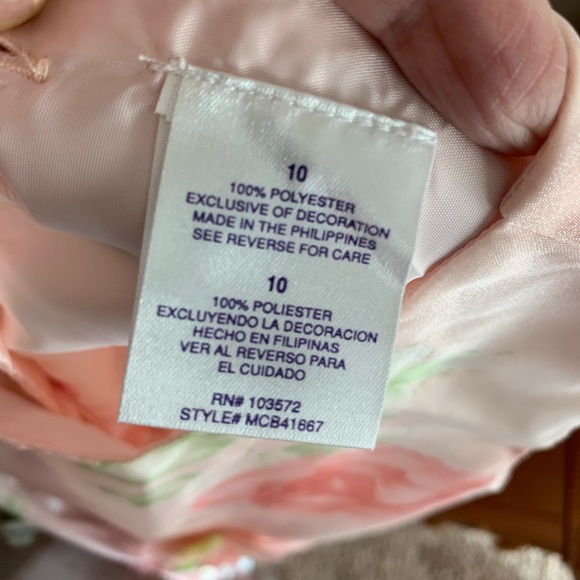 10
100% POLYESTER
EXCLUSIVE OF DECORATION
MADE IN THE PHILIPPINES
SEE REVERSE FOR CARE
10
100% POLIESTER
EXCLUYENDO LA DECORACION
HECHO EN FILIPINAS
VER AL REVERSO PARA
EL CUIDADO
RN# 103572
STYLE# MCB41667